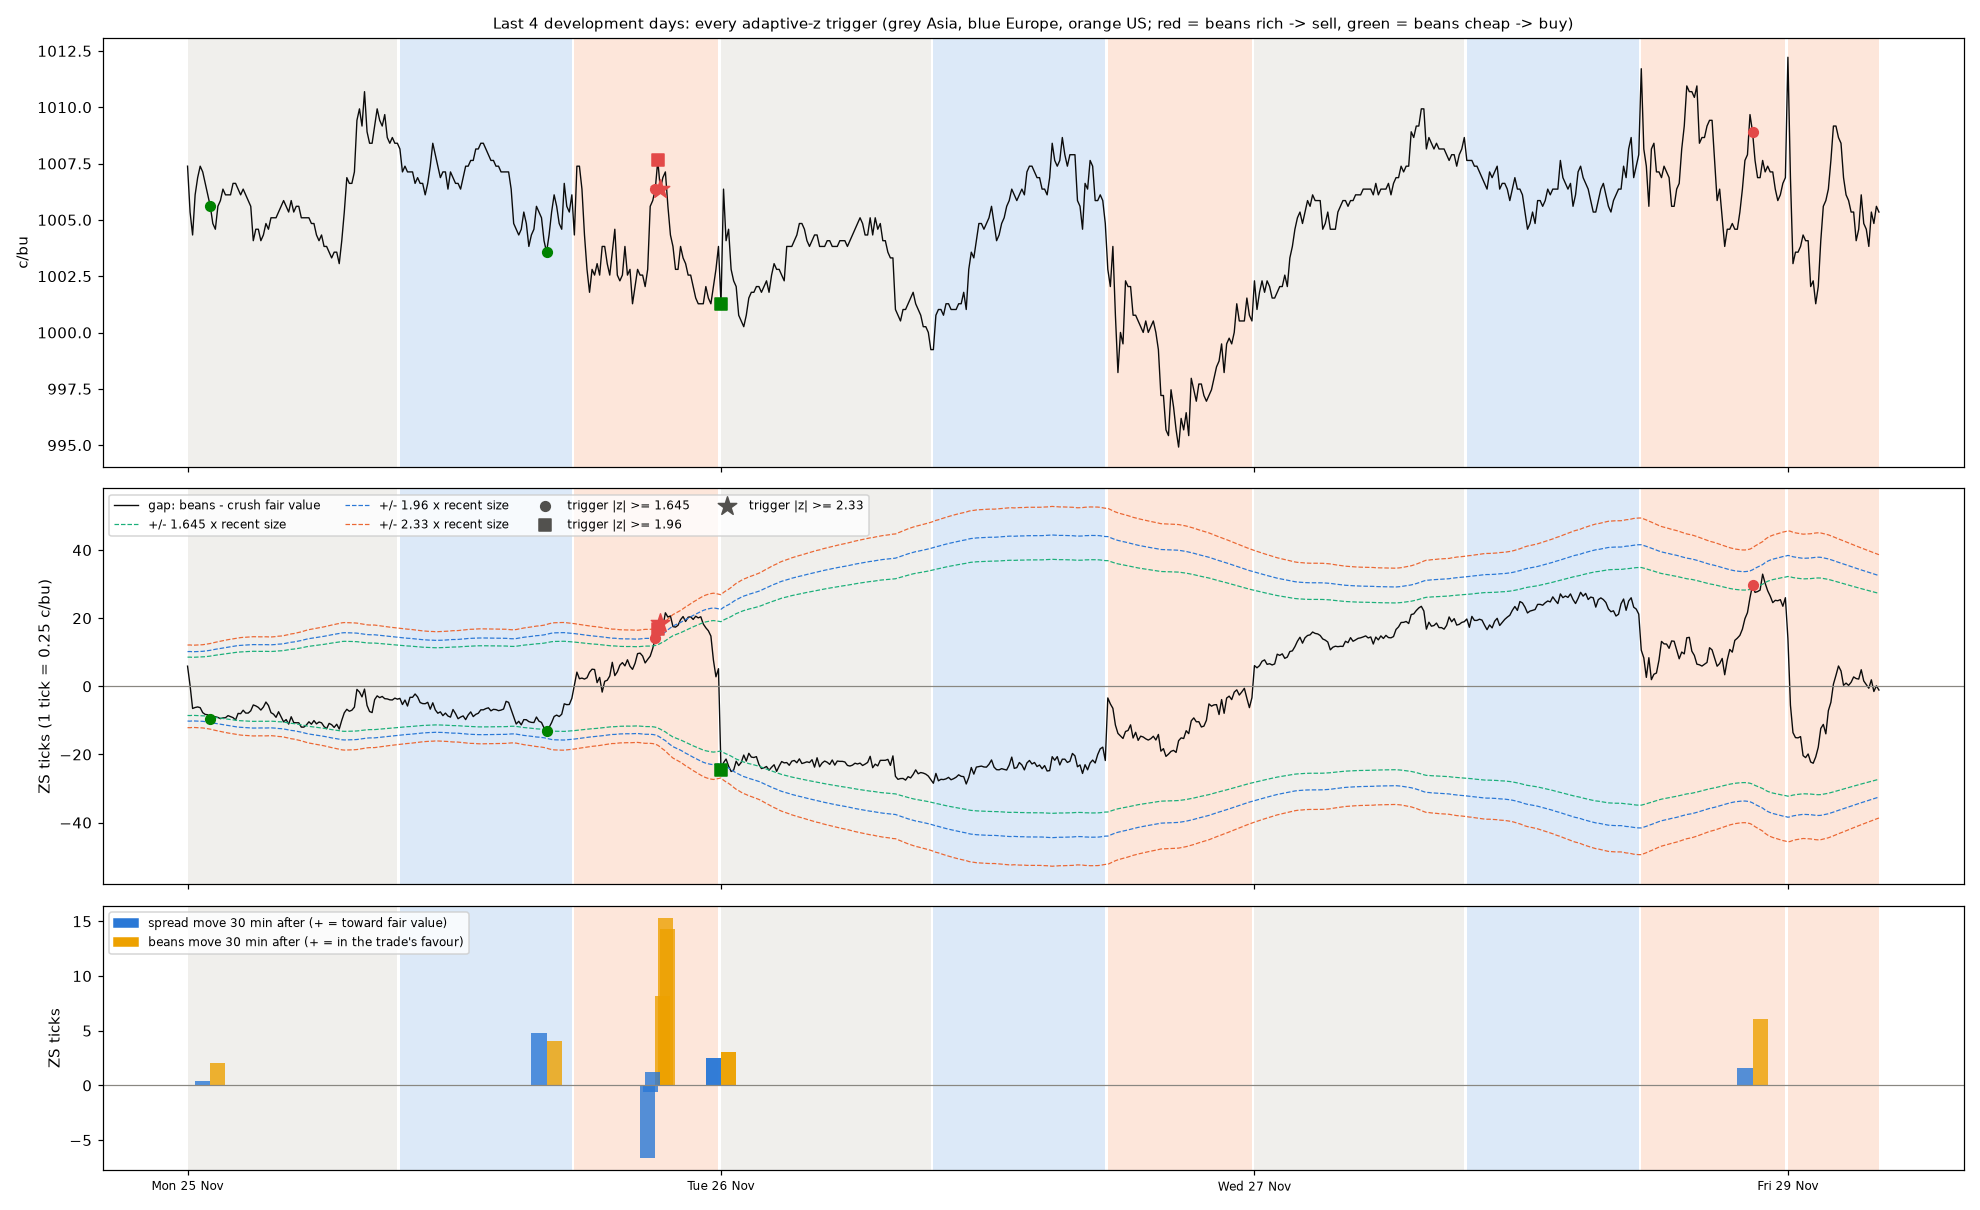 Last 4 development days: every adaptive-z trigger (grey Asia, blue Europe, orange US; red = beans rich -> sell, green = beans cheap -> buy)
1012.5
1010.0
1007.5
1005.0
1002.5
1000.0
997.5
995.0
c/bu
gap: beans - crush fair value
+/- 1.645 x recent size
+/- 1.96 x recent size
+/- 2.33 x recent size
trigger |z| >= 1.645
trigger |z| >= 1.96
trigger |z| >= 2.33
40
20
0
−20
−40
ZS ticks (1 tick = 0.25 c/bu)
spread move 30 min after (+ = toward fair value)
beans move 30 min after (+ = in the trade's favour)
15
10
5
0
−5
ZS ticks
Mon 25 Nov
Tue 26 Nov
Wed 27 Nov
Fri 29 Nov